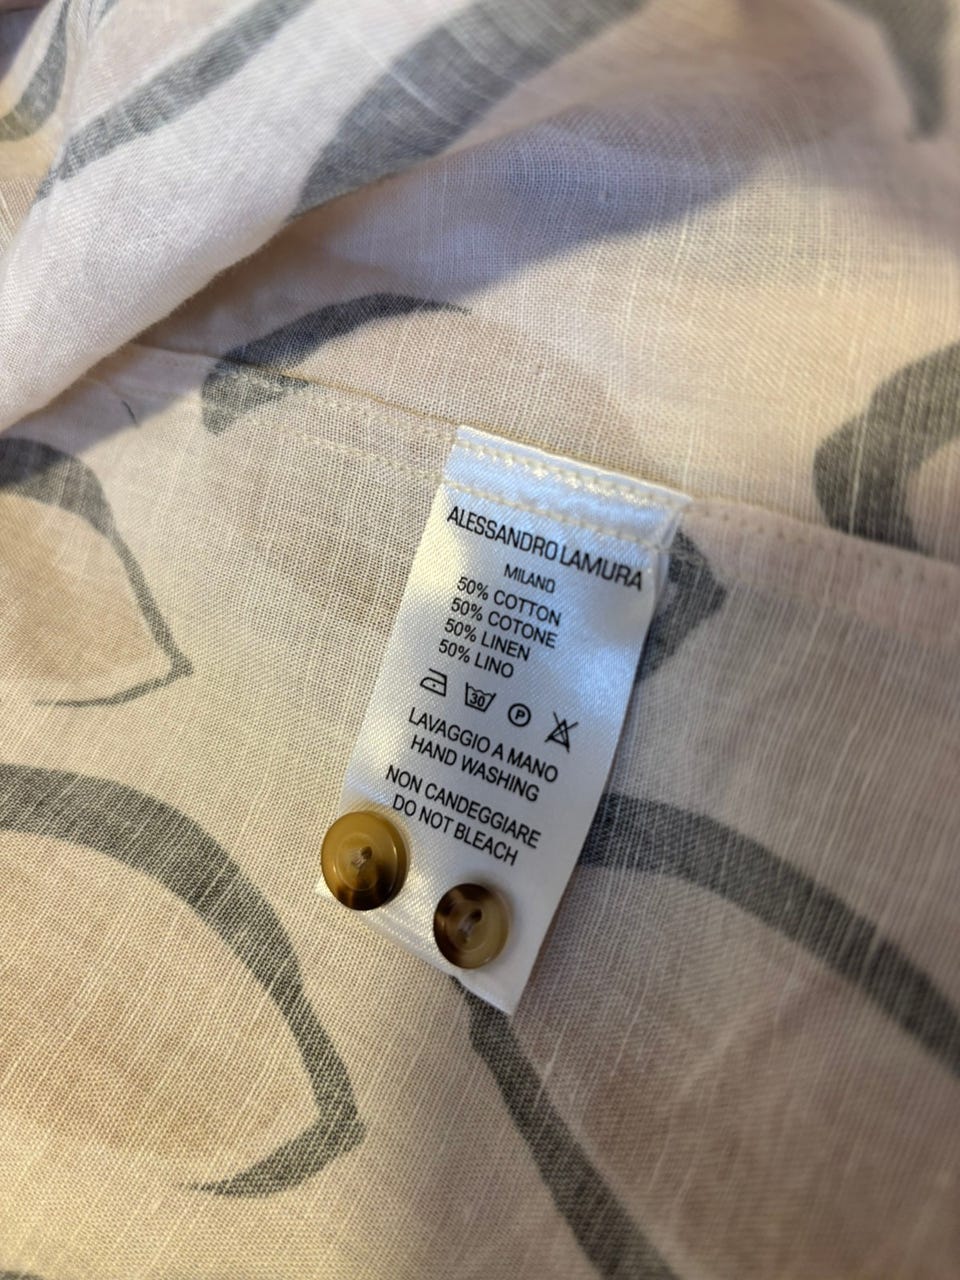 ALESSANDRO LAMURA
MILANO
50% COTTON
50% COTONE
50% LINEN
50% LINO
30 P
LAVAGGIO A MANO
HAND WASHING
NON CANDEGGIARE
DO NOT BLEACH